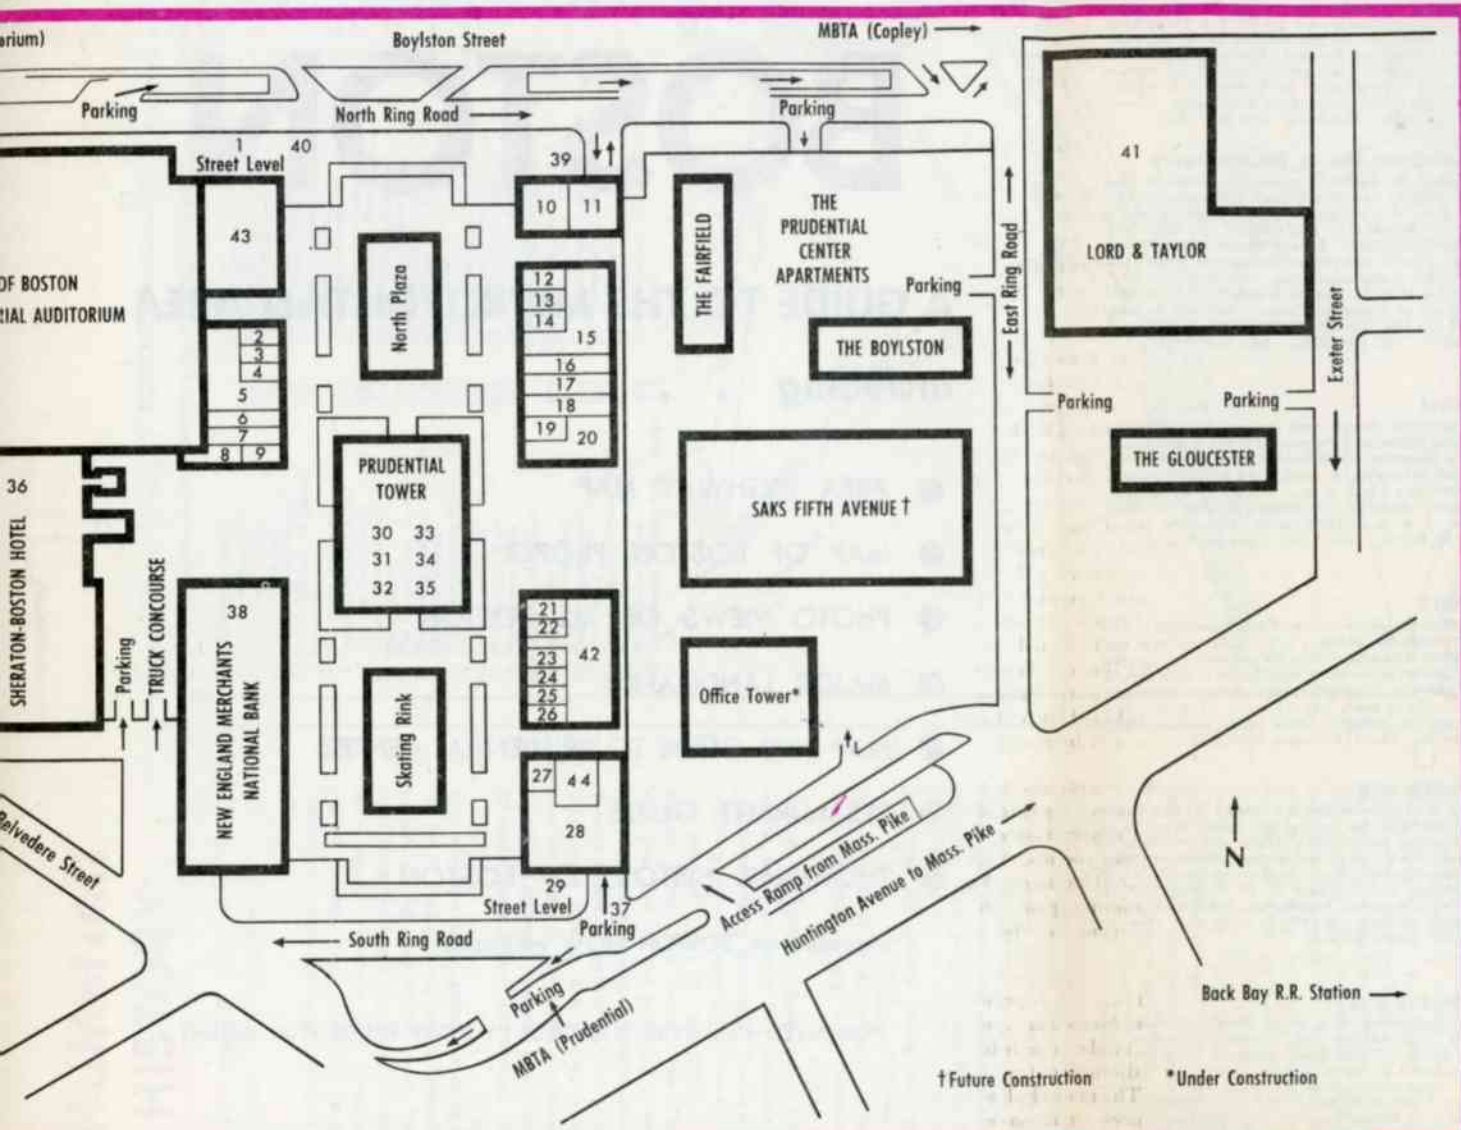 Boylston Street
MBTA (Copley)
Parking
North Ring Road
Parking
1 40
Street Level
39
41
43
10 11
THE FAIRFIELD
THE
PRUDENTIAL
CENTER
APARTMENTS
Parking
East Ring Road
LORD & TAYLOR
Exeter Street
OF BOSTON
RIAL AUDITORIUM
North Plaza
12
13
14
15
16
17
18
19
20
THE BOYLSTON
2
3
4
5
6
7
8 9
Parking
Parking
THE GLOUCESTER
36
SHERATON-BOSTON HOTEL
PRUDENTIAL
TOWER
30 33
31 34
32 35
SAKS FIFTH AVENUE †
Parking
TRUCK CONCOURSE
38
NEW ENGLAND MERCHANTS
NATIONAL BANK
21
22
23
24
25
26
42
Office Tower*
Skating Rink
27
44
28
Belvedere Street
29
Street Level
37
Parking
Access Ramp from Mass. Pike
Huntington Avenue to Mass. Pike
N
South Ring Road
Parking
MBTA (Prudential)
Back Bay R.R. Station
† Future Construction
*Under Construction